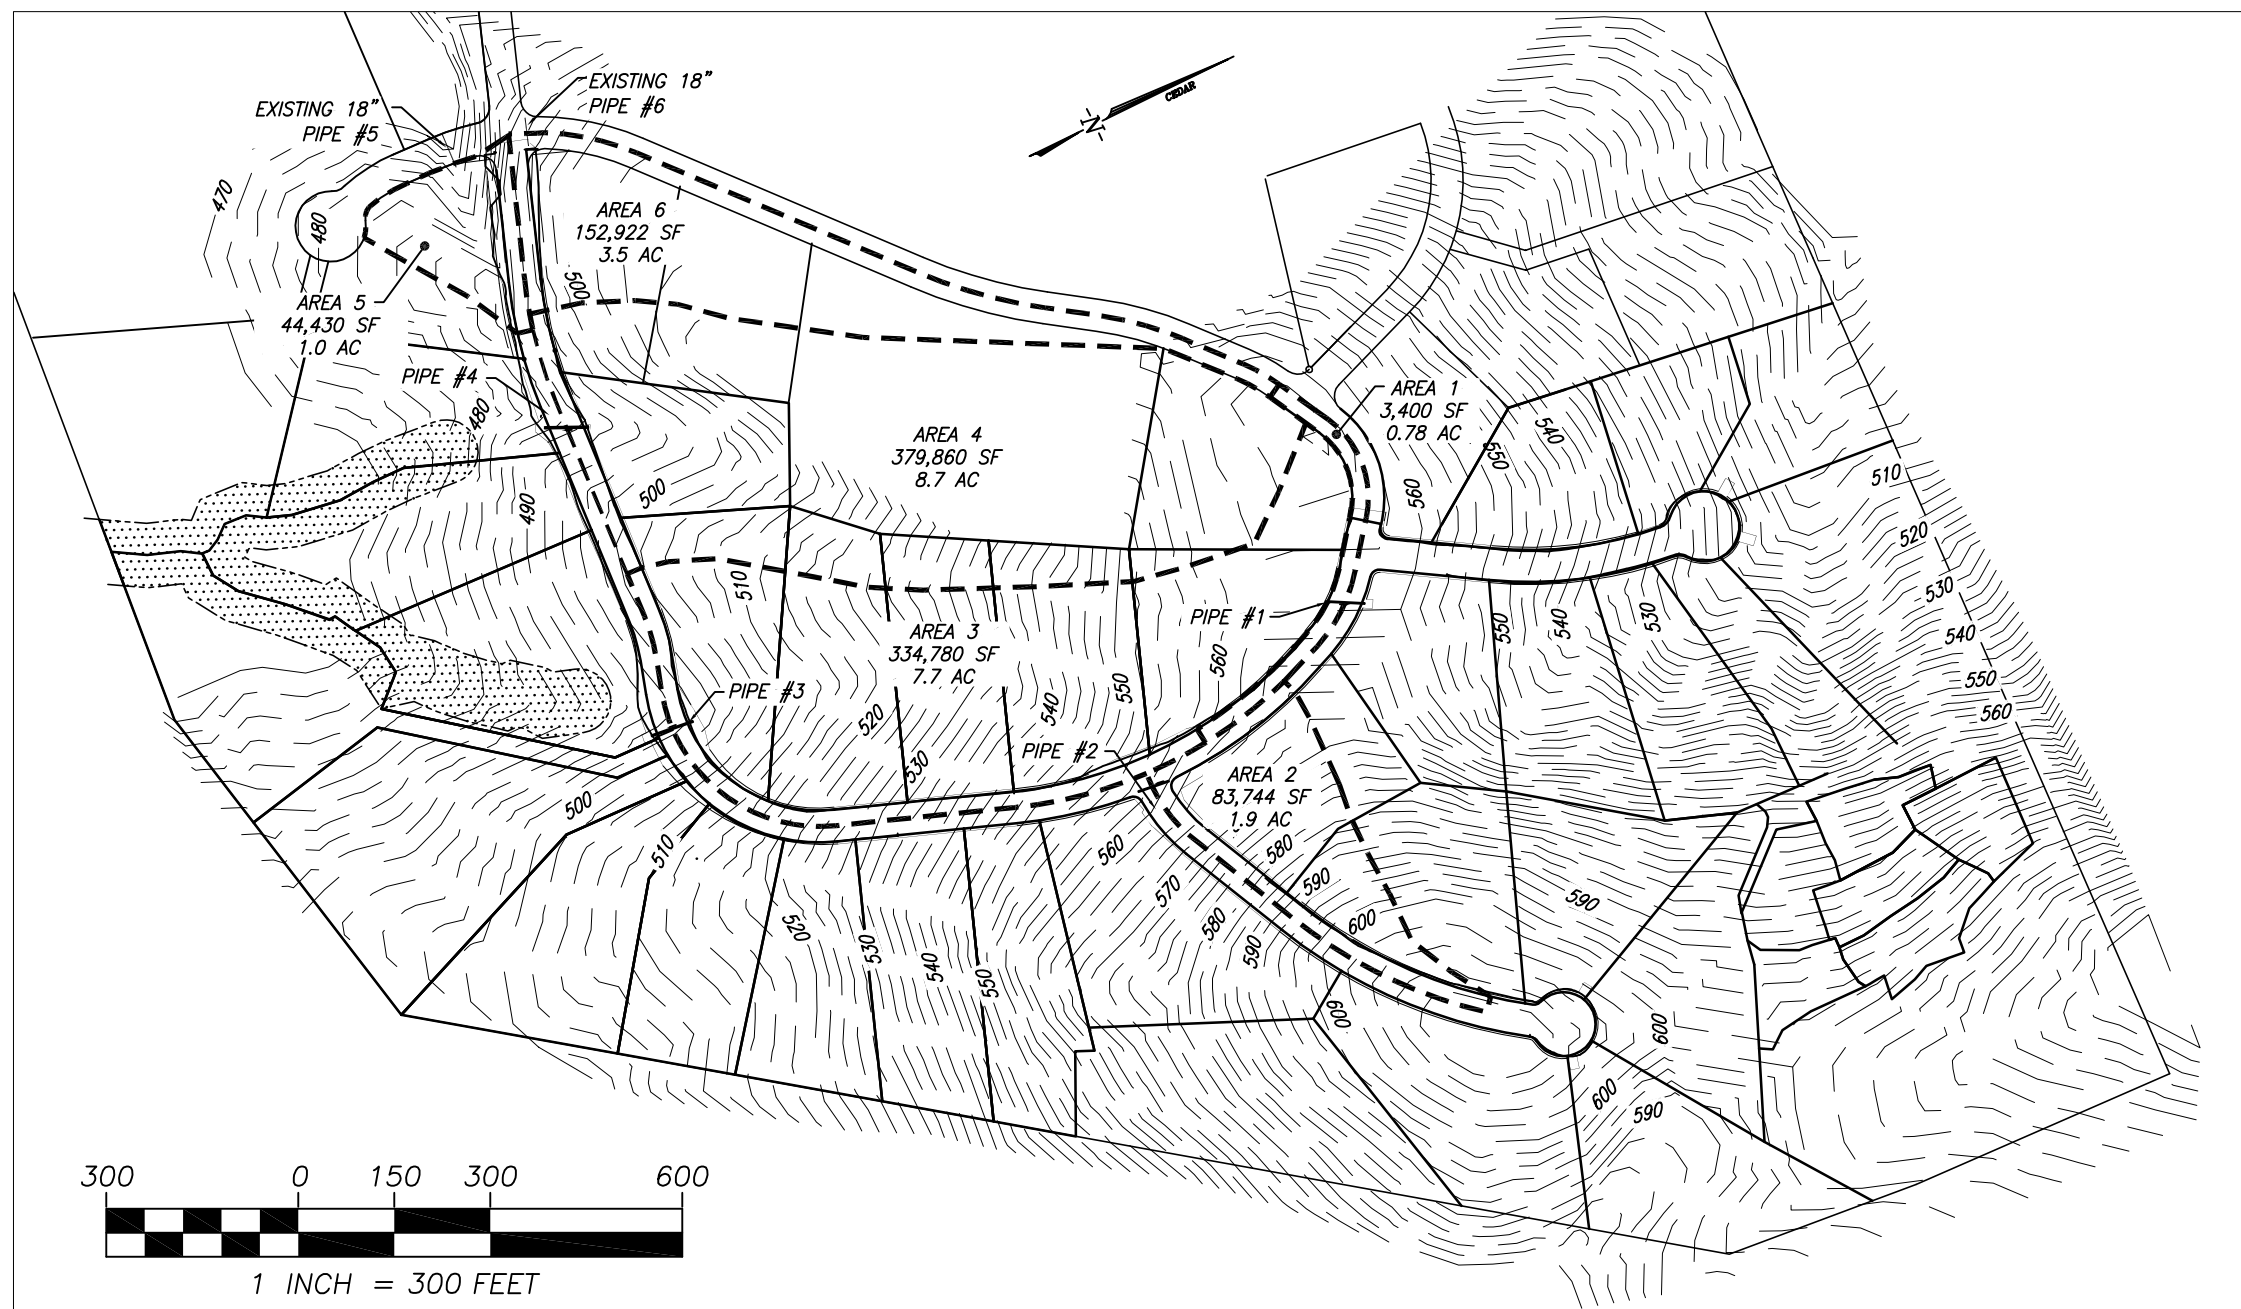 EXISTING 18"
PIPE #6
EXISTING 18"
PIPE #5
CEDAR
-N-
470
480
AREA 6
152,922 SF
3.5 AC
500
AREA 5
44,430 SF
1.0 AC
PIPE #4
480
AREA 1
3,400 SF
0.78 AC
AREA 4
379,860 SF
8.7 AC
540
550
560
510
500
490
520
510
530
PIPE #1
AREA 3
334,780 SF
7.7 AC
550
540
530
540
560
550
540
550
560
PIPE #3
520
530
PIPE #2
AREA 2
83,744 SF
1.9 AC
500
510
560
580
570
590
580
590
600
590
520
530
540
550
600
600
600
590
300 0 150 300 600
1 INCH = 300 FEET